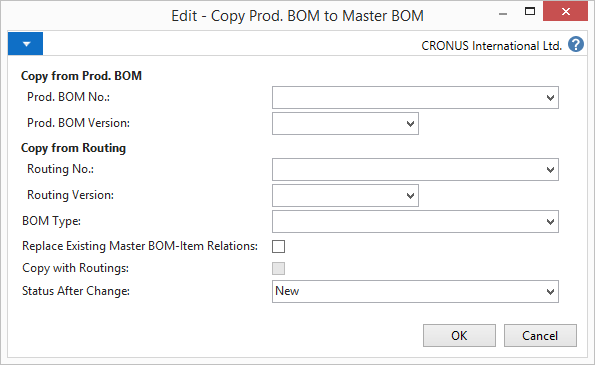 Edit - Copy Prod. BOM to Master BOM
CRONUS International Ltd. ?
Copy from Prod. BOM
Prod. BOM No.:
Prod. BOM Version:
Copy from Routing
Routing No.:
Routing Version:
BOM Type:
Replace Existing Master BOM-Item Relations:
Copy with Routings:
Status After Change: New
OK Cancel